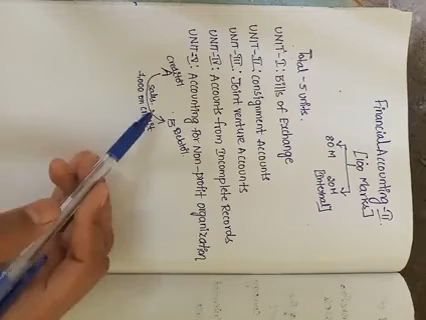 Financial Accounting-II
[100 Marks]
80M 20M
[Internal]
Total - 5 units.
UNIT-I: Bills of Exchange
UNIT-II: Consignment Accounts
UNIT-III: Joint venture Accounts
UNIT-IV: Accounts from Incomplete Records
UNIT-V: Accounting for Non-profit organization
Creditor
A
B
Debtor